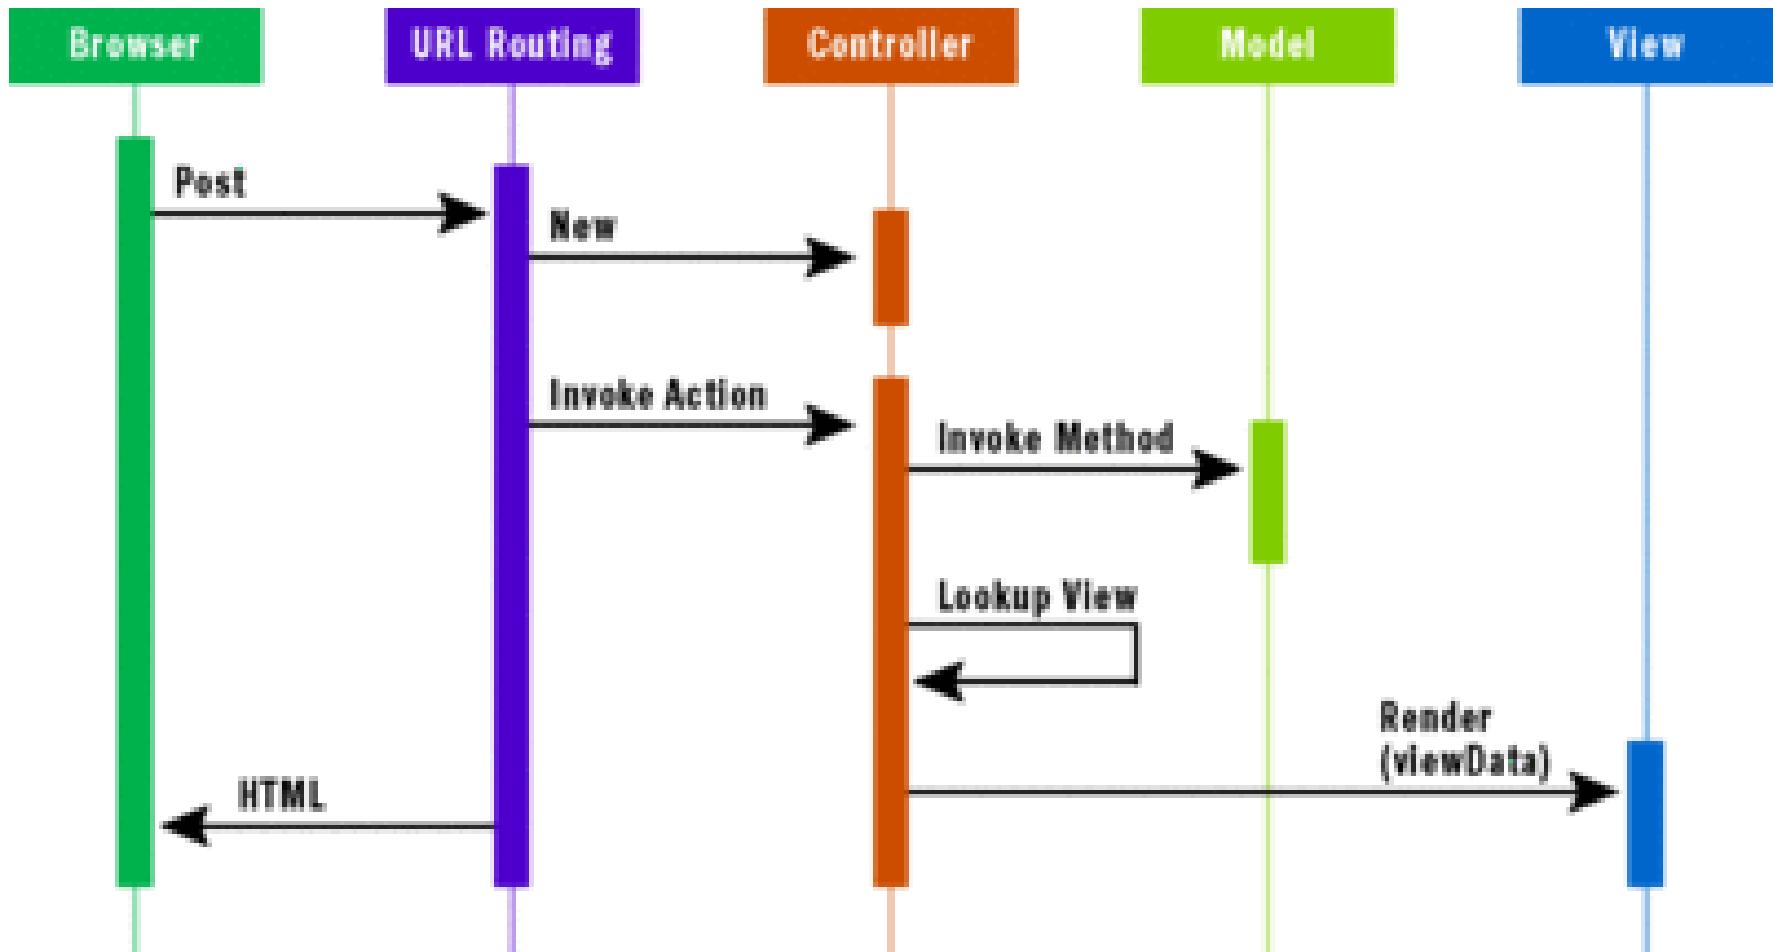 Browser
URL Routing
Controller
Model
View
Post
New
Invoke Action
Invoke Method
Lookup View
Render
(viewData)
HTML